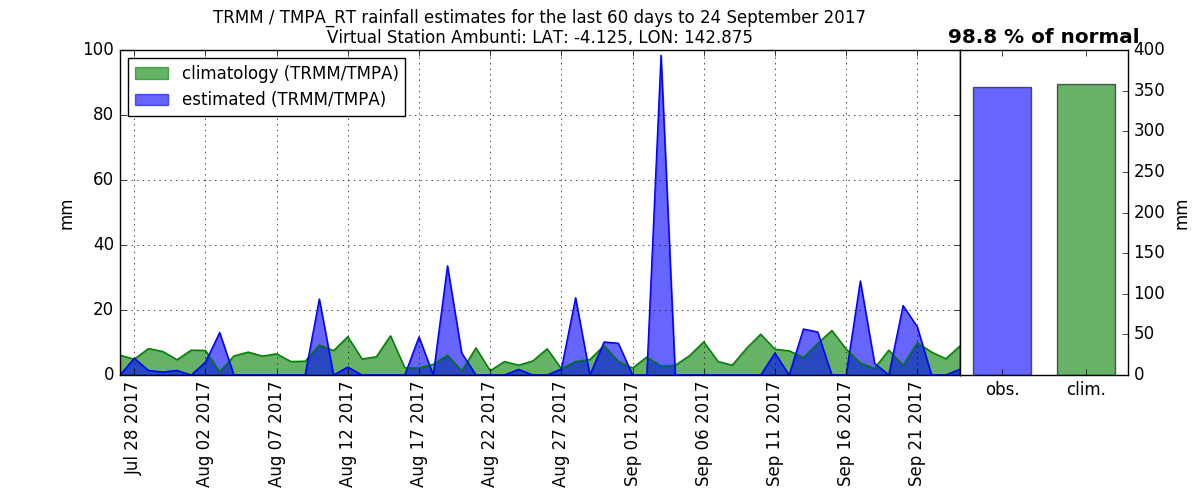 TRMM / TMPA_RT rainfall estimates for the last 60 days to 24 September 2017
Virtual Station Ambunti: LAT: -4.125, LON: 142.875
98.8 % of normal
climatology (TRMM/TMPA)
estimated (TRMM/TMPA)
100
80
60
40
20
0
mm
400
350
300
250
200
150
100
50
0
mm
Jul 28 2017
Aug 02 2017
Aug 07 2017
Aug 12 2017
Aug 17 2017
Aug 22 2017
Aug 27 2017
Sep 01 2017
Sep 06 2017
Sep 11 2017
Sep 16 2017
Sep 21 2017
obs.
clim.